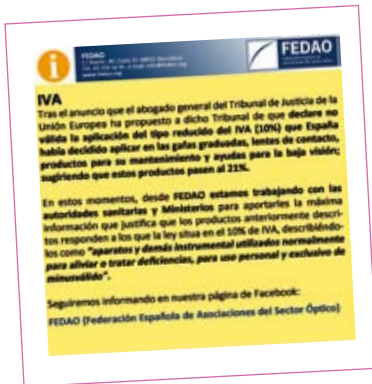 FEDAO
FEDAO
IVA
Tras el anuncio que el abogado general del Tribunal de Justicia de la
Unión Europea ha propuesto a dicho Tribunal de que declare no
válida la aplicación del tipo reducido del IVA (10%) que España
había decidido aplicar en las gafas graduadas, lentes de contacto,
productos para su mantenimiento y ayudas para la baja visión;
sugiriendo que estos productos pasen al 21%.
En estos momentos, desde FEDAO estamos trabajando con las
autoridades sanitarias y Ministerios para aportarles la máxima
información que justifica que los productos anteriormente descri-
tos responden a los que la ley situa en el 10% de IVA, describiéndo-
los como "aparatos y demás instrumental utilizados normalmente
para aliviar o tratar deficiencias, para uso personal y exclusivo de
minusválido".
Seguiremos informando en nuestra página de Facebook:
FEDAO (Federación Española de Asociaciones del Sector Óptico)